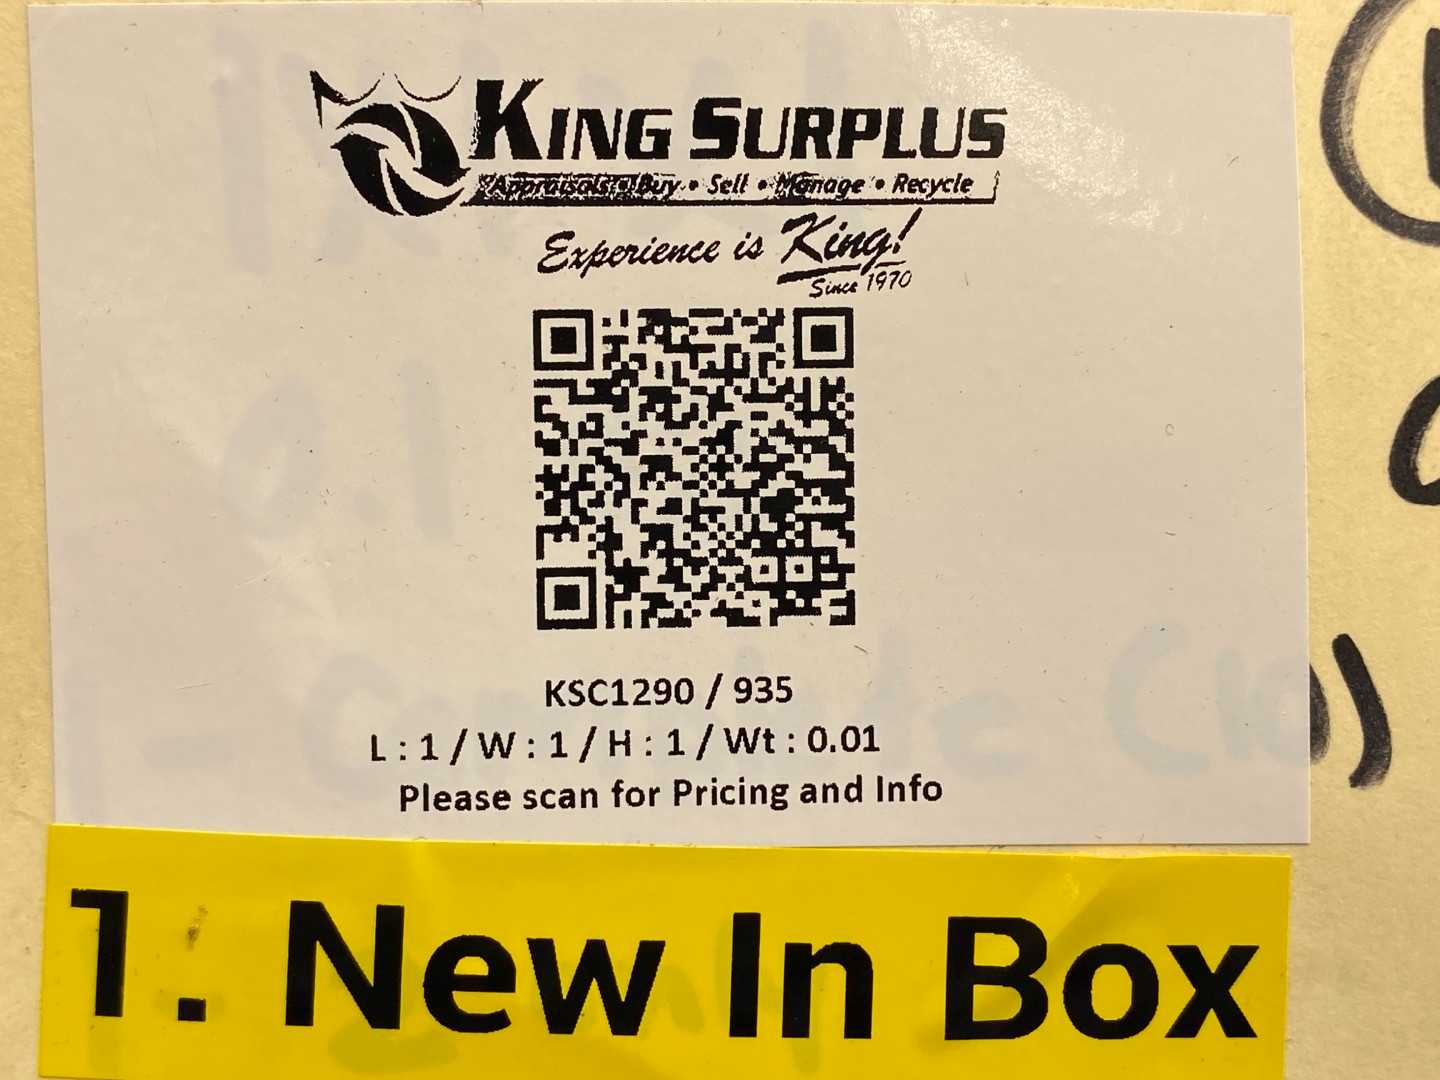 KING SURPLUS
Appraisals • Buy • Sell • Manage • Recycle
Experience is King!
Since 1970
KSC1290 / 935
L : 1 / W : 1 / H : 1 / Wt : 0.01
Please scan for Pricing and Info
1. New In Box